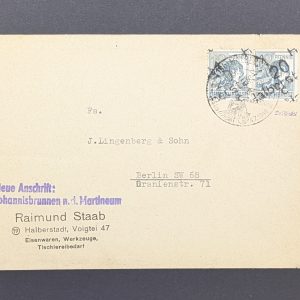 Fa.
J.Lingenberg & Sohn
Berlin SW 68
Oranienstr. 71
Neue Anschrift:
Johannisbrunnen a.d. Martineum
Raimund Staab
Halberstadt, Voigtei 47
Eisenwaren, Werkzeuge,
Tischlereibedarf